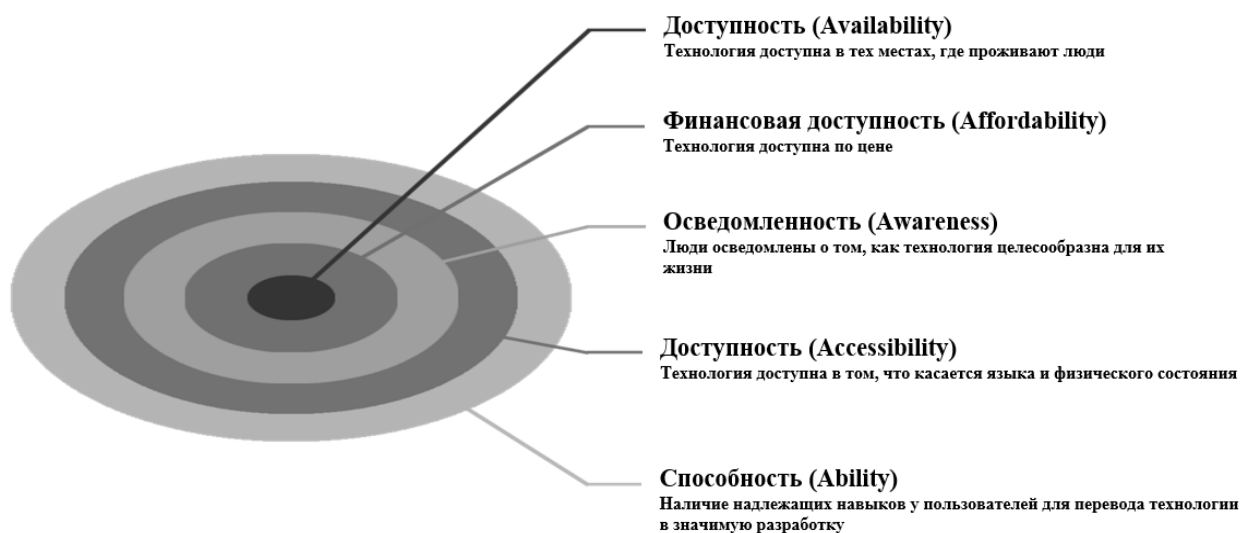 Доступность (Availability)
Технология доступна в тех местах, где проживают люди
Финансовая доступность (Affordability)
Технология доступна по цене
Осведомленность (Awareness)
Люди осведомлены о том, как технология целесообразна для их
жизни
Доступность (Accessibility)
Технология доступна в том, что касается языка и физического состояния
Способность (Ability)
Наличие надлежащих навыков у пользователей для перевода технологии
в значимую разработку